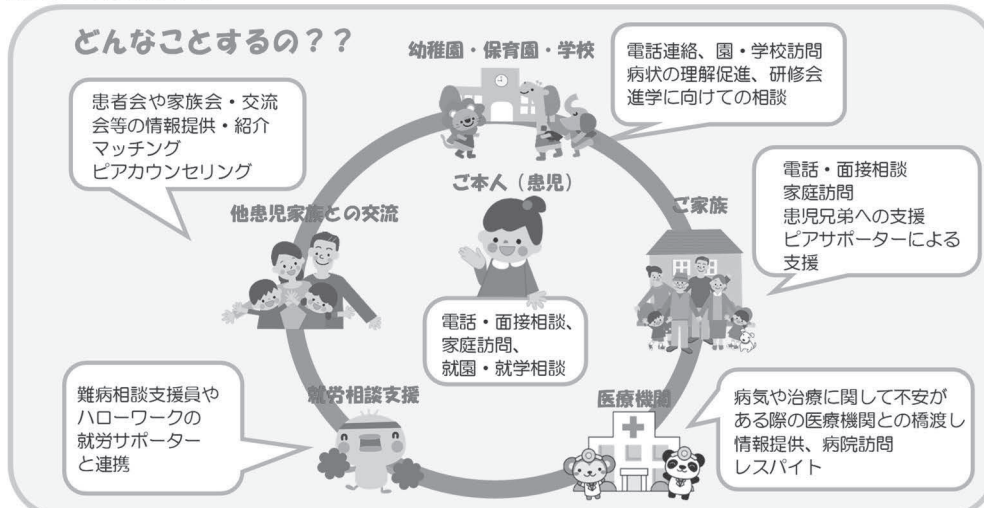 どんなことするの??
幼稚園・保育園・学校
電話連絡、園・学校訪問
病状の理解促進、研修会
進学に向けての相談
患者会や家族会・交流
会等の情報提供・紹介
マッチング
ピアカウンセリング
ご本人(患児)
電話・面接相談、
家庭訪問、
就園・就学相談
他患児家族との交流
ご家族
電話・面接相談
家庭訪問
患児兄弟への支援
ピアサポーターによる
支援
就労相談支援
難病相談支援員や
ハローワークの
就労サポーター
と連携
医療機関
病気や治療に関して不安が
ある際の医療機関との橋渡し
情報提供、病院訪問
レスパイト